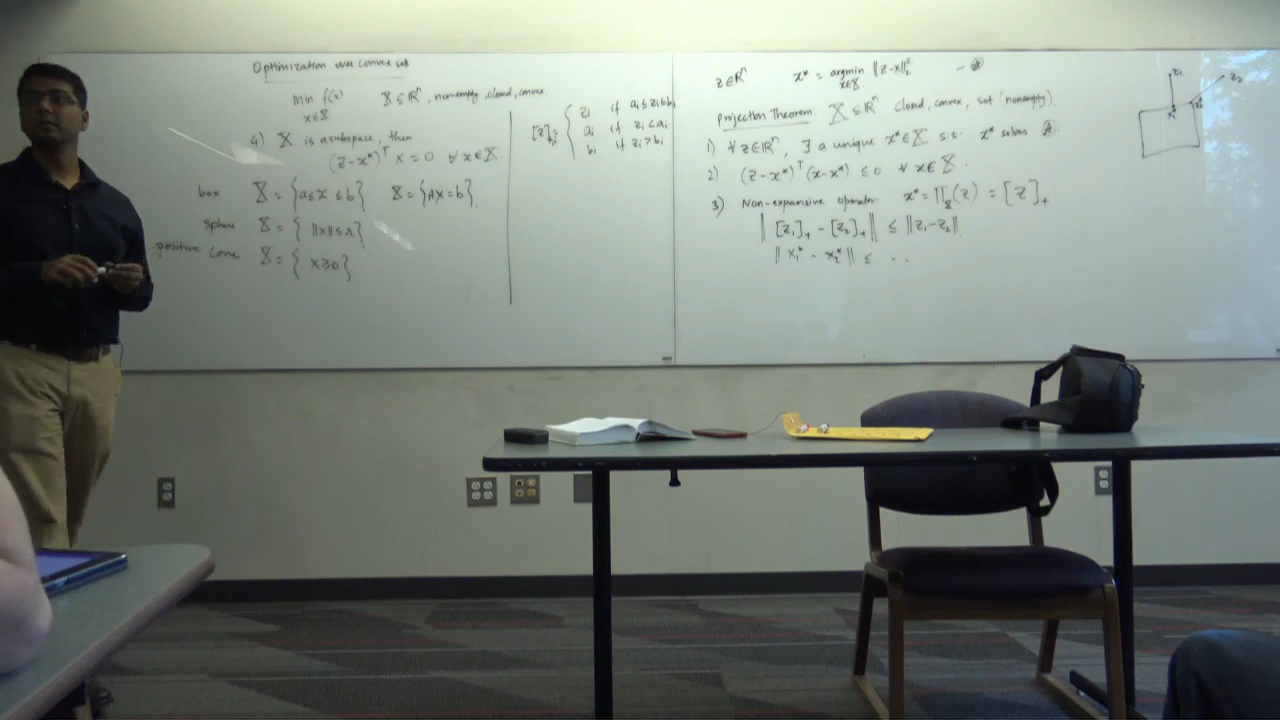 Optimization over convex sets
Min f(x) 𝕏 ⊆ ℝⁿ, nonempty, closed, convex.
x∈𝕏
4) 𝕏 is a subspace, then
(z-x*)ᵀ x = 0 ∀ x∈𝕏
box 𝕏 = {a ≤ x ≤ b} 𝕏 = {Ax = b}.
sphere 𝕏 = { ‖x‖ ≤ r}.
positive cone 𝕏 = { x ≥ 0}
zᵢ if aᵢ ≤ zᵢ ≤ bᵢ
aᵢ if zᵢ < aᵢ
bᵢ if zᵢ > bᵢ
z∈ℝⁿ x* = argmin ‖z-x‖₂²
x∈𝕏
Projection Theorem: 𝕏 ⊆ ℝⁿ closed, convex, set (nonempty).
1) ∀ z∈ℝⁿ, ∃ a unique x*∈𝕏 s.t. x* solves
2) (z-x*)ᵀ(x-x*) ≤ 0 ∀ x∈𝕏.
3) Non-expansive operator x* = Π_𝕏(z) = [z]₊
‖[z₁]₊ - [z₂]₊‖ ≤ ‖z₁-z₂‖
‖x₁* - x₂*‖ ≤ ..
z₁
z₂